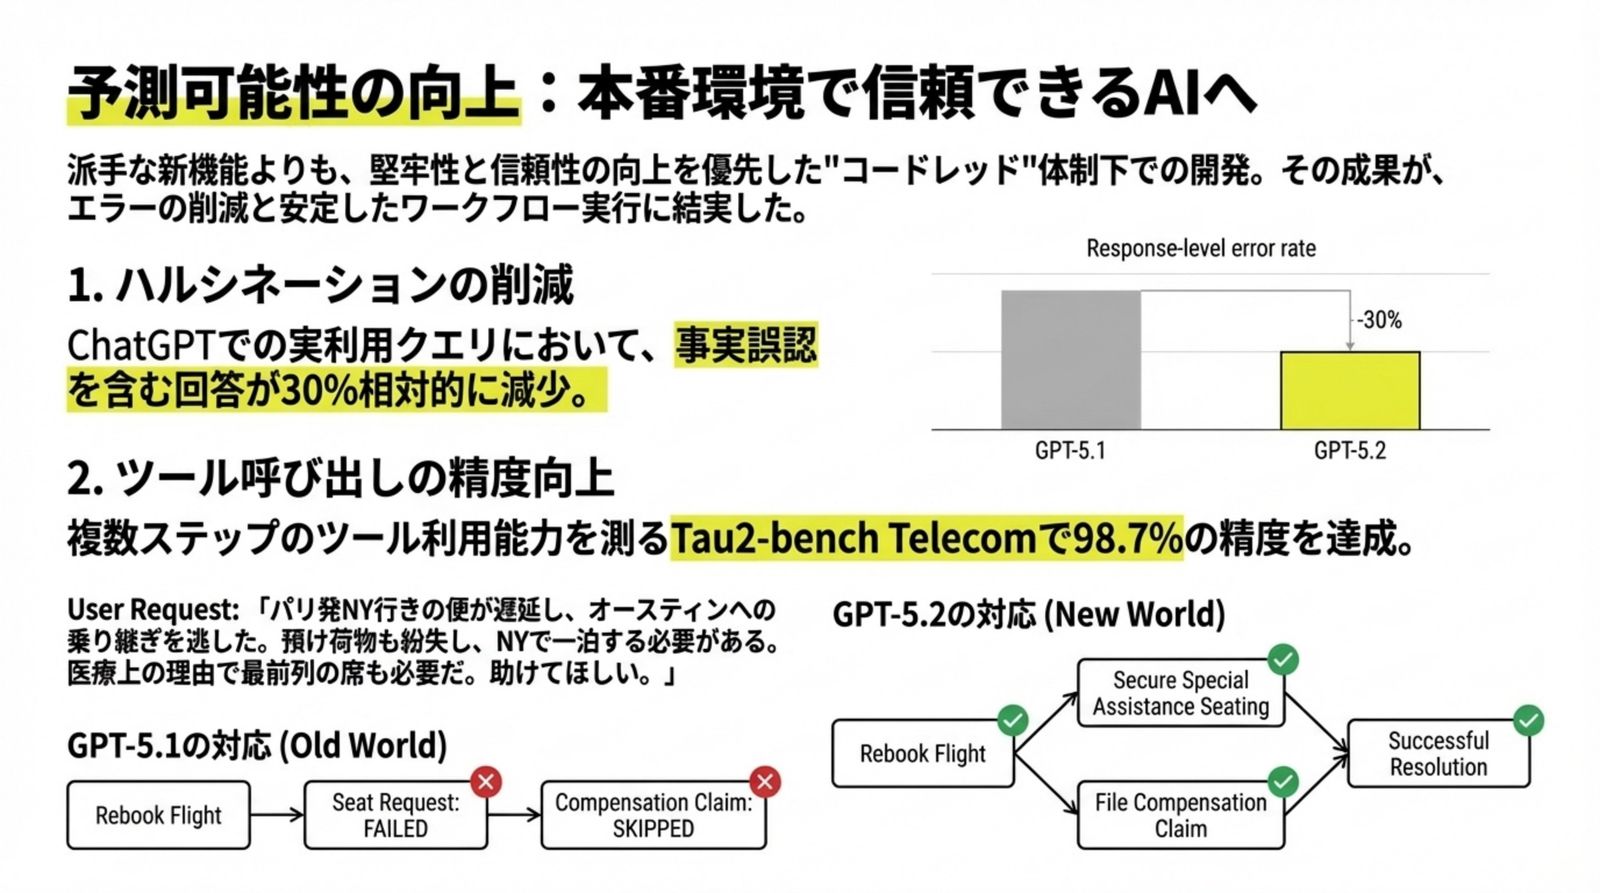 予測可能性の向上：本番環境で信頼できるAIへ
派手な新機能よりも、堅牢性と信頼性の向上を優先した"コードレッド"体制下での開発。その成果が、
エラーの削減と安定したワークフロー実行に結実した。
1. ハルシネーションの削減
ChatGPTでの実利用クエリにおいて、事実誤認
を含む回答が30%相対的に減少。
Response-level error rate
-30%
GPT-5.1
GPT-5.2
2. ツール呼び出しの精度向上
複数ステップのツール利用能力を測るTau2-bench Telecomで98.7%の精度を達成。
User Request: 「パリ発NY行きの便が遅延し、オースティンへの
乗り継ぎを逃した。預け荷物も紛失し、NYで一泊する必要がある。
医療上の理由で最前列の席も必要だ。助けてほしい。」
GPT-5.1の対応 (Old World)
Rebook Flight
Seat Request:
FAILED
Compensation Claim:
SKIPPED
GPT-5.2の対応 (New World)
Rebook Flight
Secure Special
Assistance Seating
File Compensation
Claim
Successful
Resolution